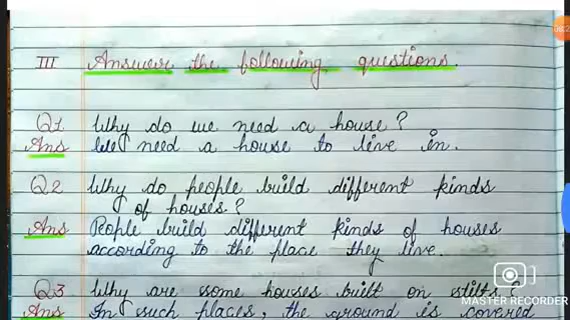 III Answer the following questions.
Q1 Why do we need a house?
Ans We need a house to live in.
Q2 Why do people build different kinds
of houses?
Ans People build different kinds of houses
according to the place they live.
Q3 Why are some houses built on stilts?
Ans In such places, the ground is covered
MASTER RECORDER